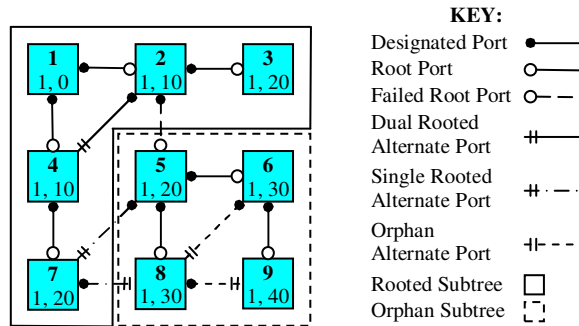 KEY:
1
1, 0
2
1, 10
3
1, 20
4
1, 10
5
1, 20
6
1, 30
7
1, 20
8
1, 30
9
1, 40
Designated Port
Root Port
Failed Root Port
Dual Rooted
Alternate Port
Single Rooted
Alternate Port
Orphan
Alternate Port
Rooted Subtree
Orphan Subtree